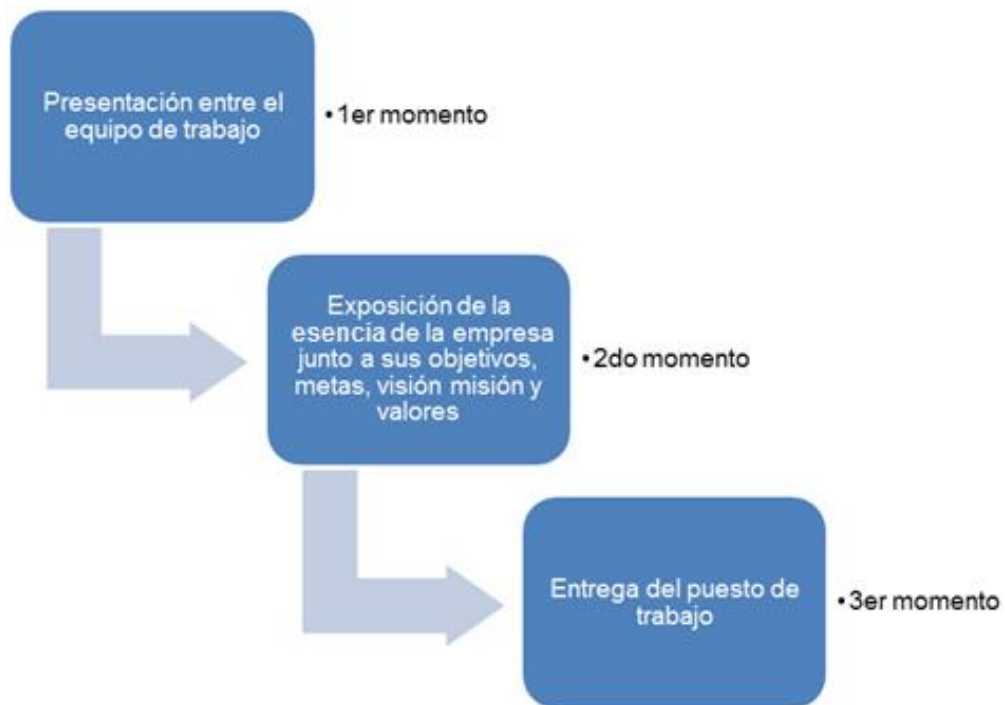 Presentación entre el
equipo de trabajo
•1er momento
Exposición de la
esencia de la empresa
junto a sus objetivos,
metas, visión misión y
valores
•2do momento
Entrega del puesto de
trabajo
•3er momento